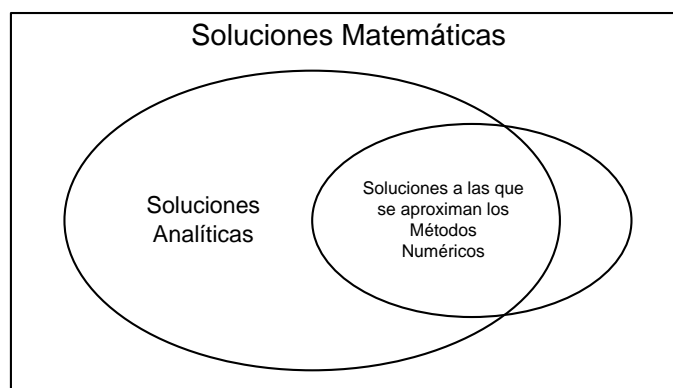 Soluciones Matemáticas
Soluciones
Analíticas
Soluciones a las que
se aproximan los
Métodos
Numéricos